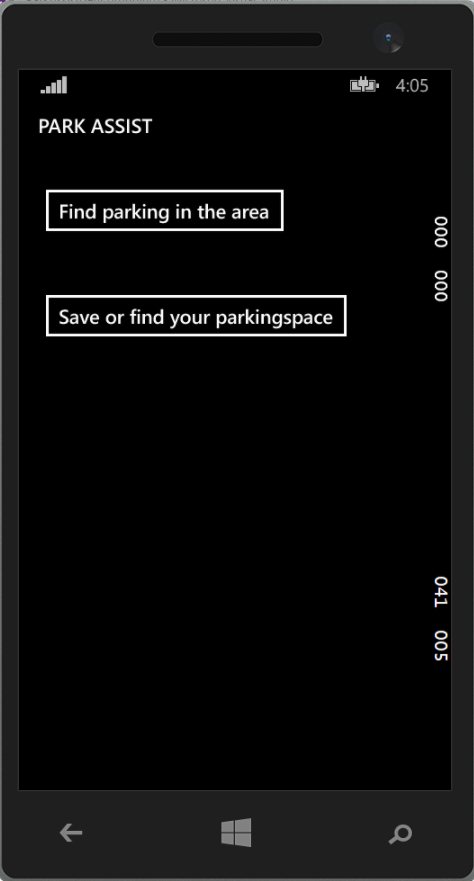 4:05
PARK ASSIST
Find parking in the area
Save or find your parkingspace
000 000
041 005